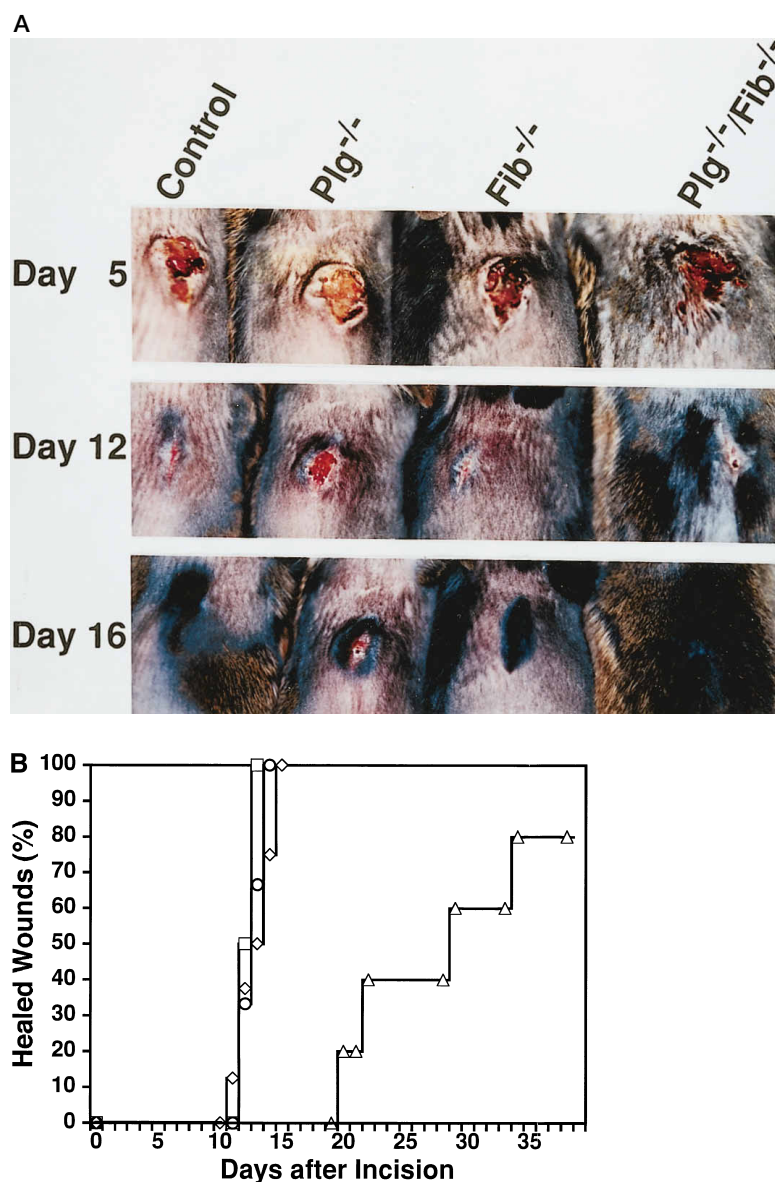 A
Control Plg-/- Fib-/- Plg-/-/Fib-/-
Day 5
Day 12
Day 16
B
Healed Wounds (%)
100
90
80
70
60
50
40
30
20
10
0
0 5 10 15 20 25 30 35
Days after Incision